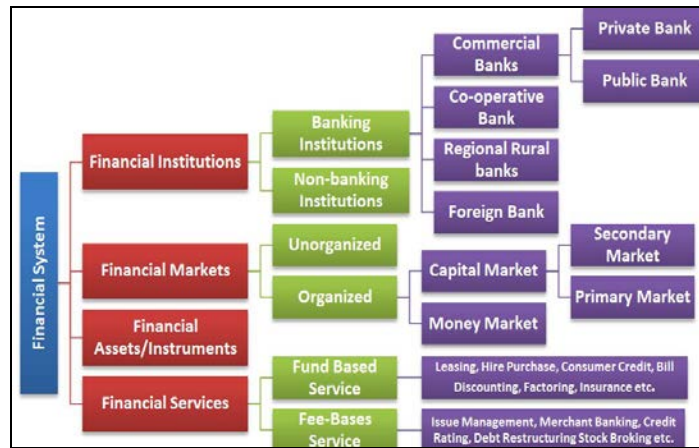 Financial System
Financial Institutions
Banking
Institutions
Commercial
Banks
Private Bank
Public Bank
Co-operative
Bank
Regional Rural
banks
Foreign Bank
Non-banking
Institutions
Financial Markets
Unorganized
Organized
Capital Market
Secondary
Market
Primary Market
Money Market
Financial
Assets/Instruments
Financial Services
Fund Based
Service
Leasing, Hire Purchase, Consumer Credit, Bill
Discounting, Factoring, Insurance etc.
Fee-Bases
Service
Issue Management, Merchant Banking, Credit
Rating, Debt Restructuring Stock Broking etc.